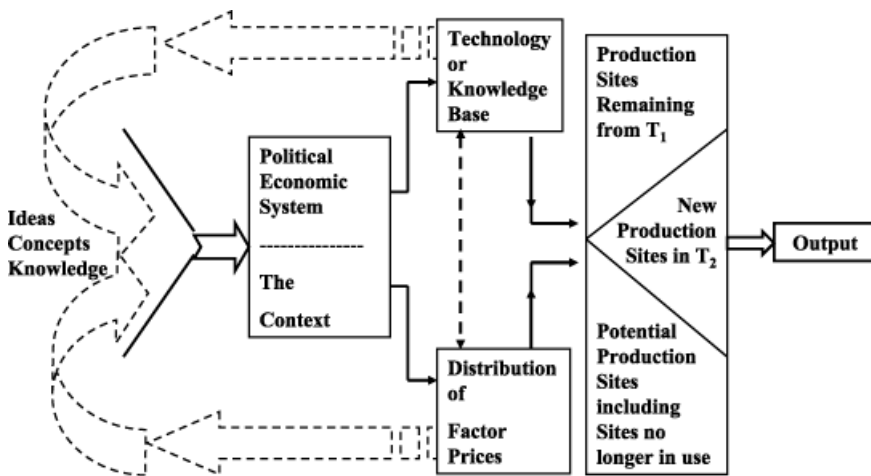 Ideas
Concepts
Knowledge
Political
Economic
System
----------------
The
Context
Technology
or
Knowledge
Base
Distribution
of
Factor
Prices
Production
Sites
Remaining
from T₁
New
Production
Sites in T₂
Potential
Production
Sites
including
Sites no
longer in use
Output